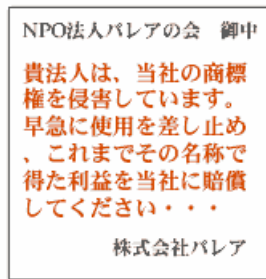 NPO法人パレアの会　御中
貴法人は、当社の商標
権を侵害しています。
早急に使用を差し止め
、これまでその名称で
得た利益を当社に賠償
してください・・・
株式会社パレア